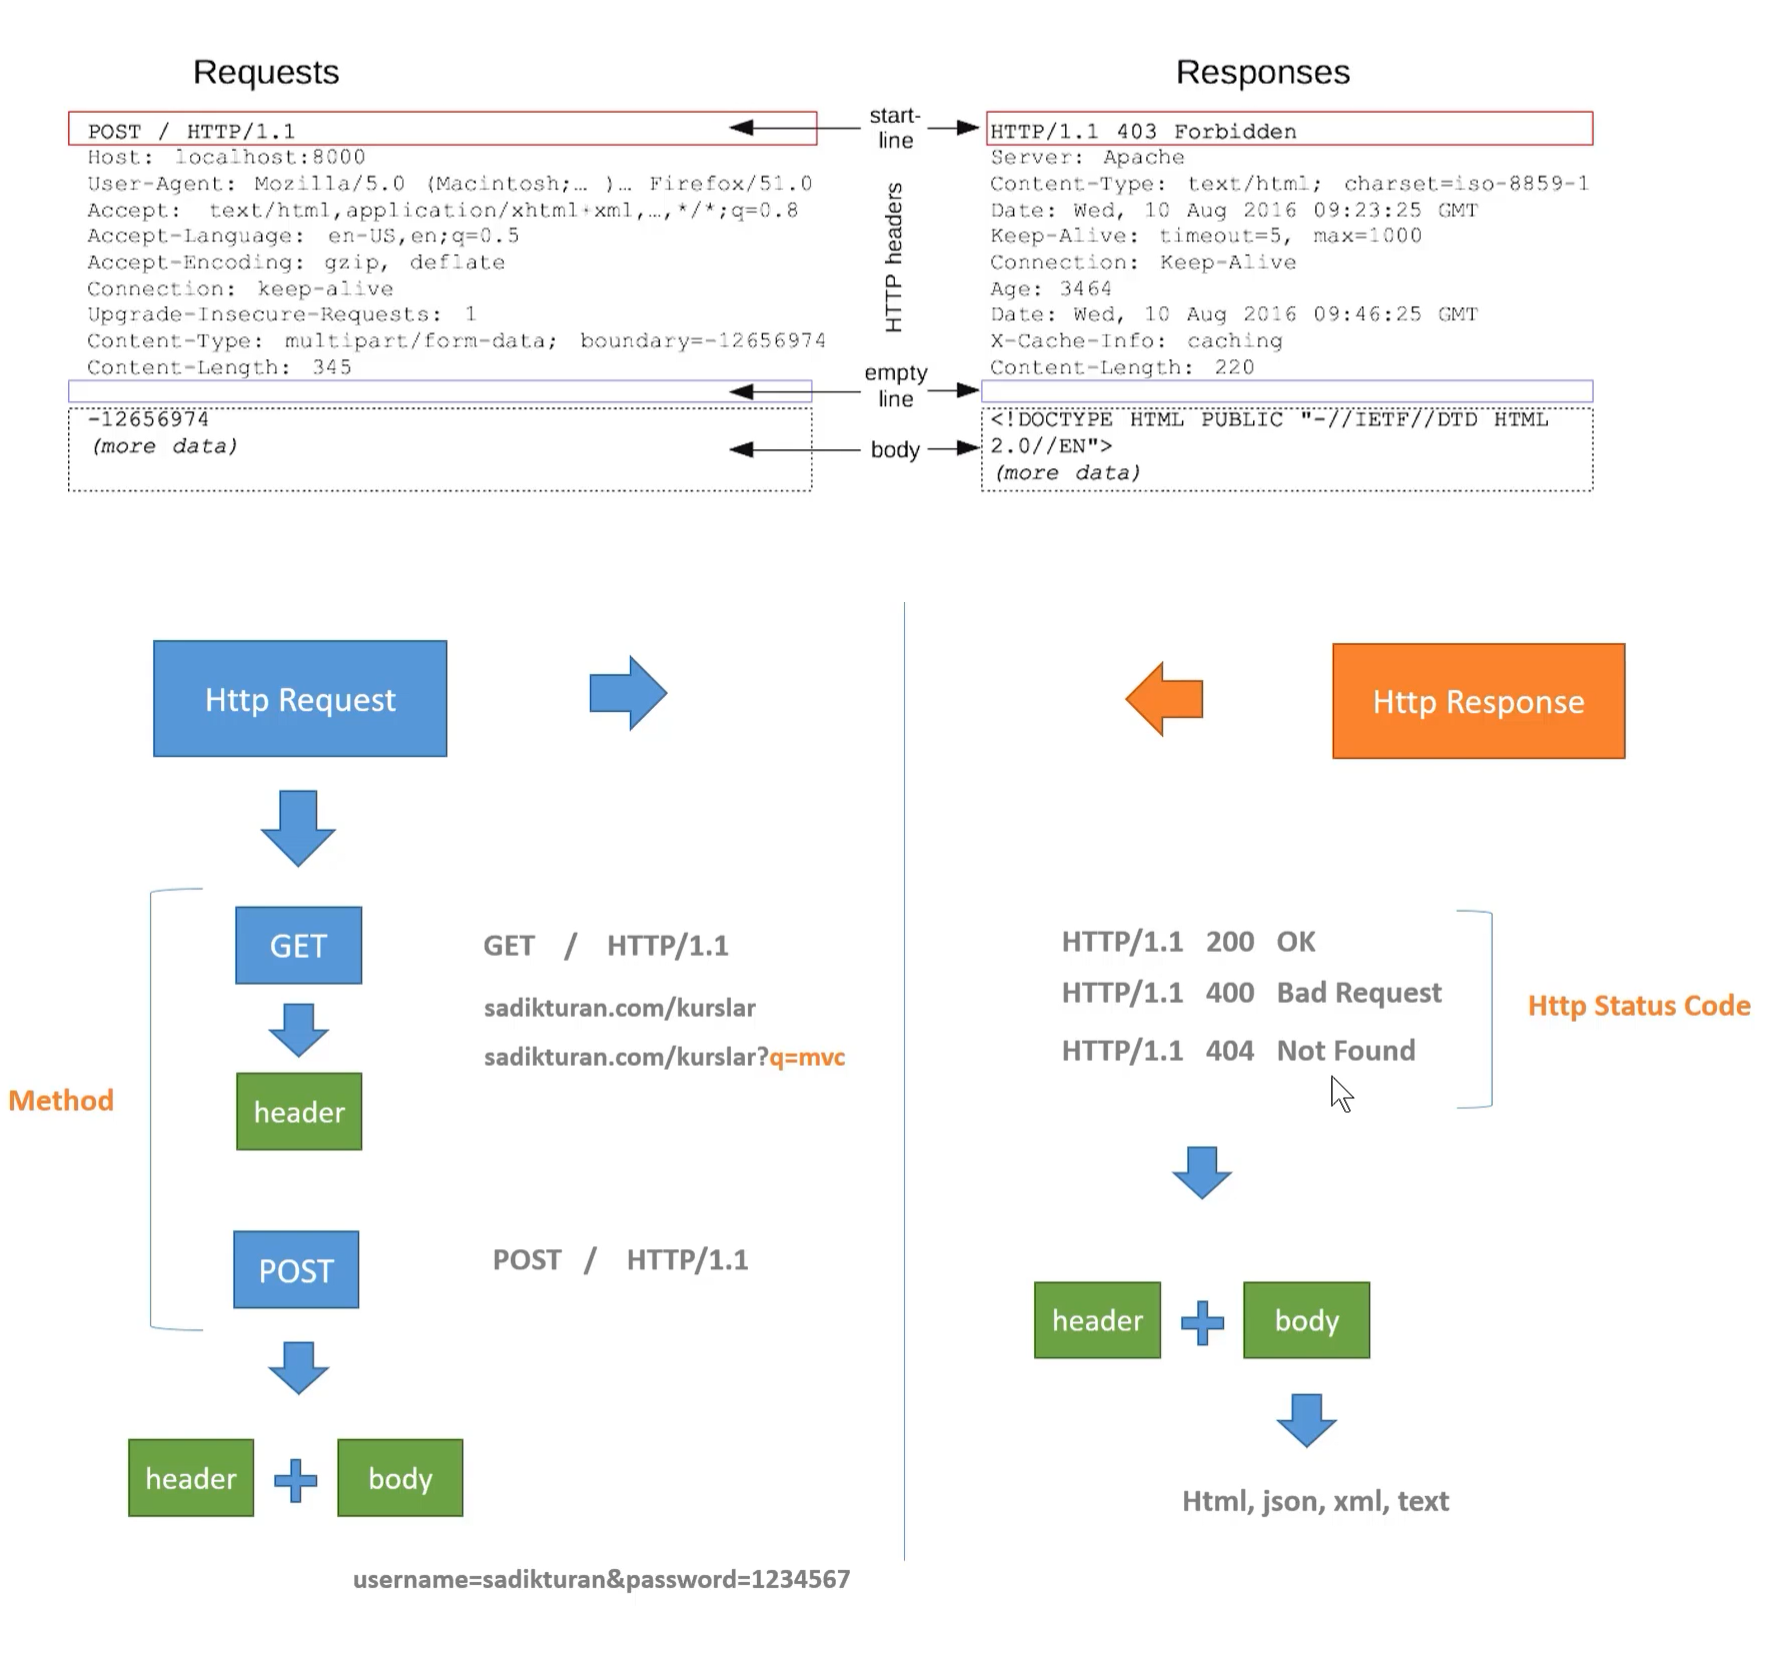 Requests
Responses
POST / HTTP/1.1
Host: localhost:8000
User-Agent: Mozilla/5.0 (Macintosh;… )… Firefox/51.0
Accept: text/html,application/xhtml+xml,…,*/*;q=0.8
Accept-Language: en-US,en;q=0.5
Accept-Encoding: gzip, deflate
Connection: keep-alive
Upgrade-Insecure-Requests: 1
Content-Type: multipart/form-data; boundary=-12656974
Content-Length: 345
-12656974
(more data)
start-
line
HTTP headers
empty
line
body
HTTP/1.1 403 Forbidden
Server: Apache
Content-Type: text/html; charset=iso-8859-1
Date: Wed, 10 Aug 2016 09:23:25 GMT
Keep-Alive: timeout=5, max=1000
Connection: Keep-Alive
Age: 3464
Date: Wed, 10 Aug 2016 09:46:25 GMT
X-Cache-Info: caching
Content-Length: 220
<!DOCTYPE HTML PUBLIC "-//IETF//DTD HTML
2.0//EN">
(more data)
Http Request
Method
GET
GET / HTTP/1.1
sadikturan.com/kurslar
sadikturan.com/kurslar?q=mvc
header
POST
POST / HTTP/1.1
header
body
username=sadikturan&password=1234567
Http Response
HTTP/1.1 200 OK
HTTP/1.1 400 Bad Request
HTTP/1.1 404 Not Found
Http Status Code
header
body
Html, json, xml, text